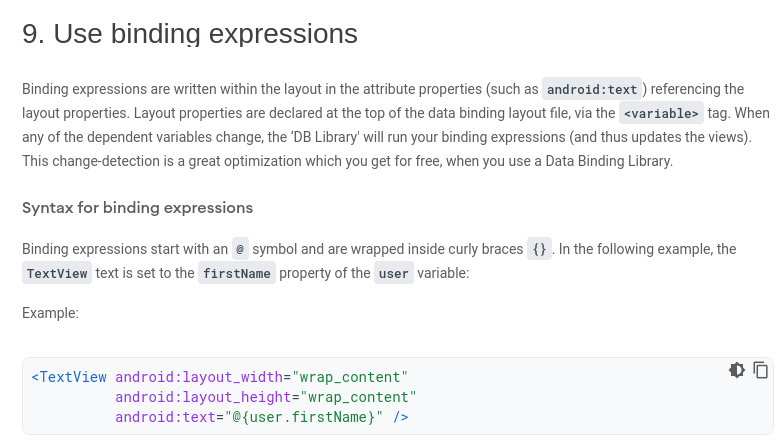 9. Use binding expressions
Binding expressions are written within the layout in the attribute properties (such as android:text) referencing the
layout properties. Layout properties are declared at the top of the data binding layout file, via the <variable> tag. When
any of the dependent variables change, the ‘DB Library' will run your binding expressions (and thus updates the views).
This change-detection is a great optimization which you get for free, when you use a Data Binding Library.
Syntax for binding expressions
Binding expressions start with an @ symbol and are wrapped inside curly braces {}. In the following example, the
TextView text is set to the firstName property of the user variable:
Example:
<TextView android:layout_width="wrap_content"
android:layout_height="wrap_content"
android:text="@{user.firstName}" />